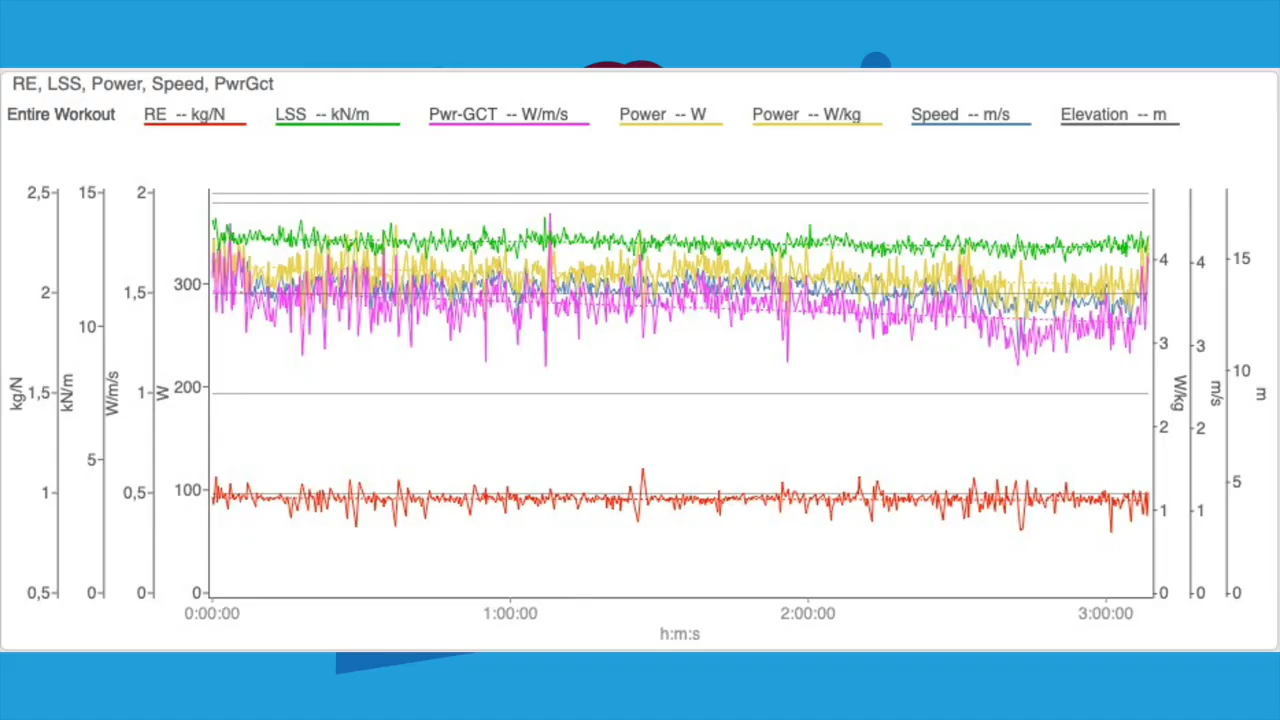 RE, LSS, Power, Speed, PwrGct
Entire Workout RE -- kg/N LSS -- kN/m Pwr-GCT -- W/m/s Power -- W Power -- W/kg Speed -- m/s Elevation -- m
2,5 15 2
300 4 4 15
2 1,5
10
3 3
kg/N 1,5 kN/m W/m/s 1 W 200 W/kg m/s 10 m
2 2
5
1 0,5 100 5
1 1
0,5 0 0 0 0 0 0
0:00:00 1:00:00 2:00:00 3:00:00
h:m:s